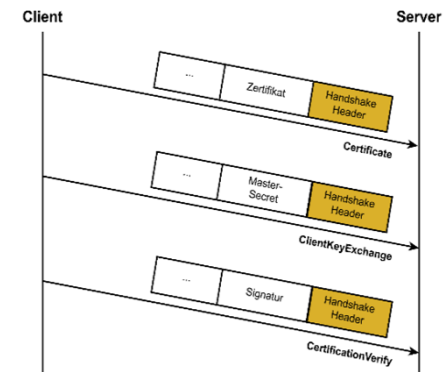 Client
Server
...
Zertifikat
Handshake
Header
Certificate
...
Master-
Secret
Handshake
Header
ClientKeyExchange
...
Signatur
Handshake
Header
CertificationVerify